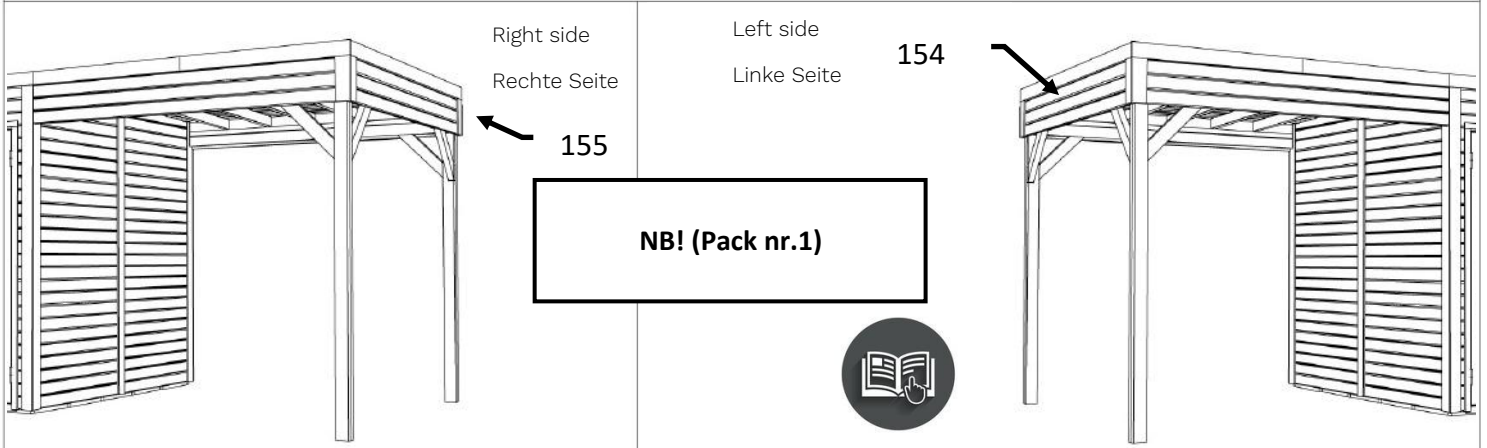 Right side
Rechte Seite
155
Left side
Linke Seite
154
NB! (Pack nr.1)